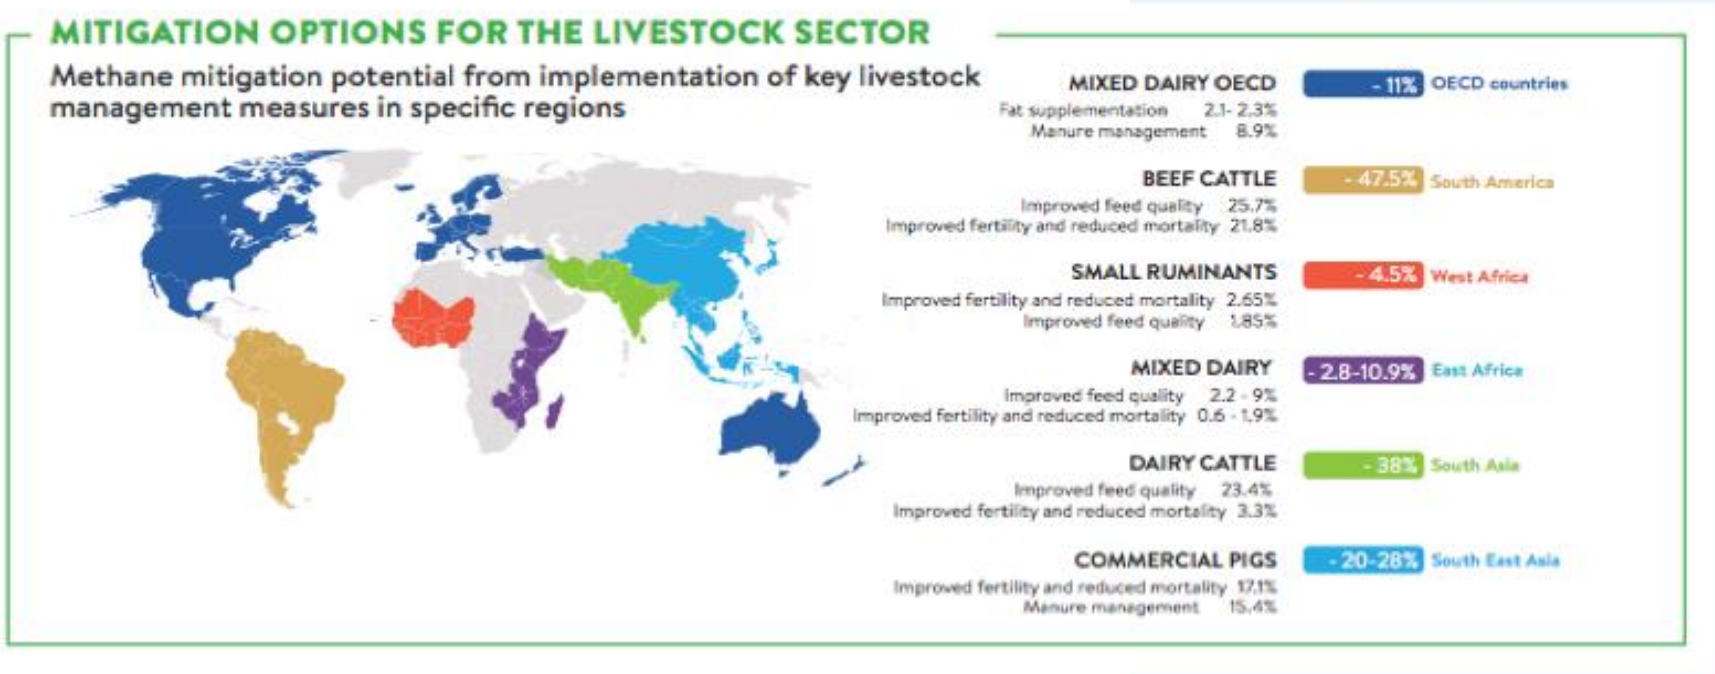 MITIGATION OPTIONS FOR THE LIVESTOCK SECTOR
Methane mitigation potential from implementation of key livestock
management measures in specific regions
MIXED DAIRY OECD - 11% OECD countries
Fat supplementation 2.1- 2.3%
Manure management 8.9%
BEEF CATTLE - 47.5% South America
Improved feed quality 25.7%
Improved fertility and reduced mortality 21.8%
SMALL RUMINANTS - 4.5% West Africa
Improved fertility and reduced mortality 2.65%
Improved feed quality 1.85%
MIXED DAIRY - 2.8-10.9% East Africa
Improved feed quality 2.2 - 9%
Improved fertility and reduced mortality 0.6 - 1.9%
DAIRY CATTLE - 38% South Asia
Improved feed quality 23.4%
Improved fertility and reduced mortality 3.3%
COMMERCIAL PIGS - 20-28% South East Asia
Improved fertility and reduced mortality 17.1%
Manure management 15.4%